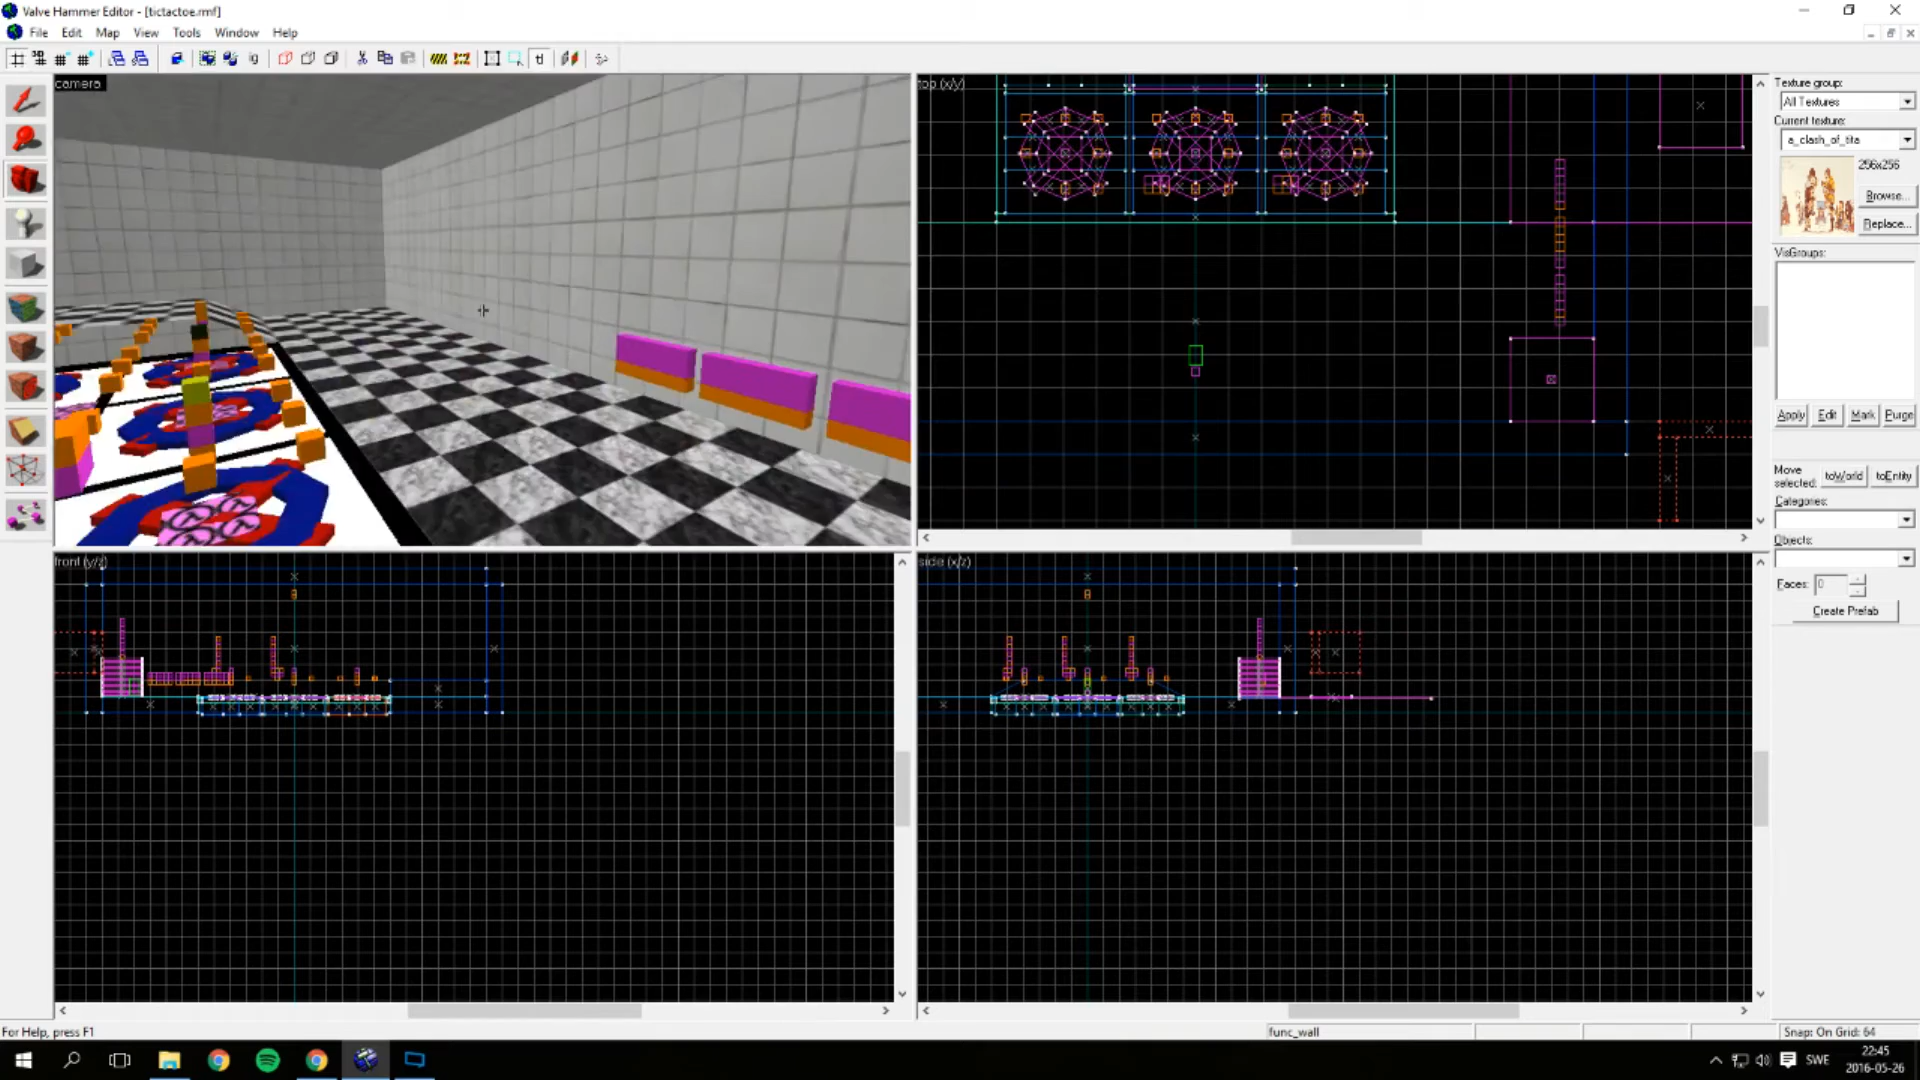 Valve Hammer Editor - [tictactoe.rmf]
File Edit Map View Tools Window Help
camera
top (x/y)
Texture group:
All Textures
Current texture:
a_clash_of_tita
256x256
Browse...
Replace...
VisGroups:
Apply Edit Mark Purge
Move selected:
toWorld toEntity
Categories:
Objects:
Faces: 0
Create Prefab
front (y/z)
side (x/z)
For Help, press F1
func_wall
Snap: On Grid: 64
SWE
22:45
2016-05-26